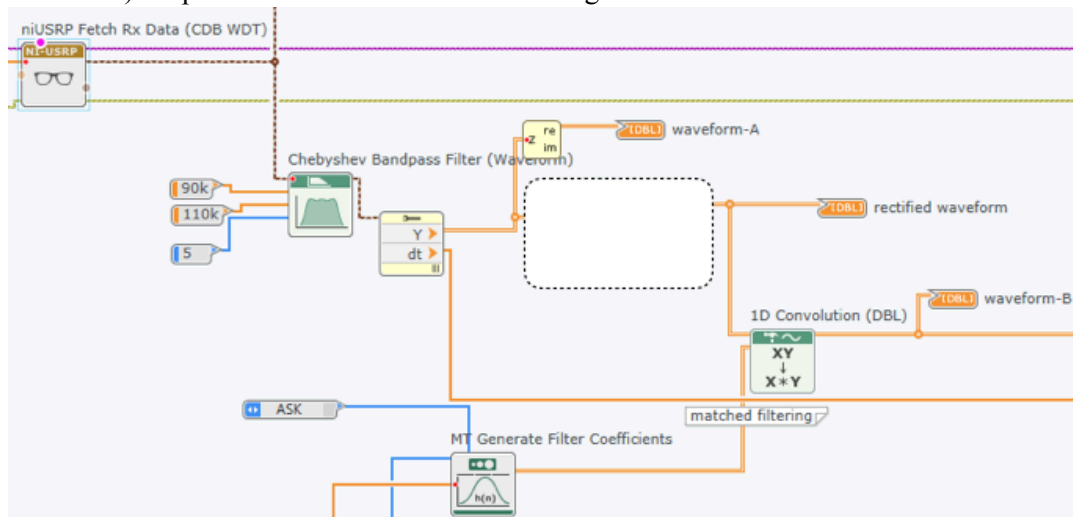 niUSRP Fetch Rx Data (CDB WDT)
NI-USRP
re
z
im
[DBL] waveform-A
Chebyshev Bandpass Filter (Waveform)
90k
110k
5
Y
dt
[DBL] rectified waveform
[DBL] waveform-B
1D Convolution (DBL)
XY
↓
X*Y
ASK
matched filtering
MT Generate Filter Coefficients
h(n)